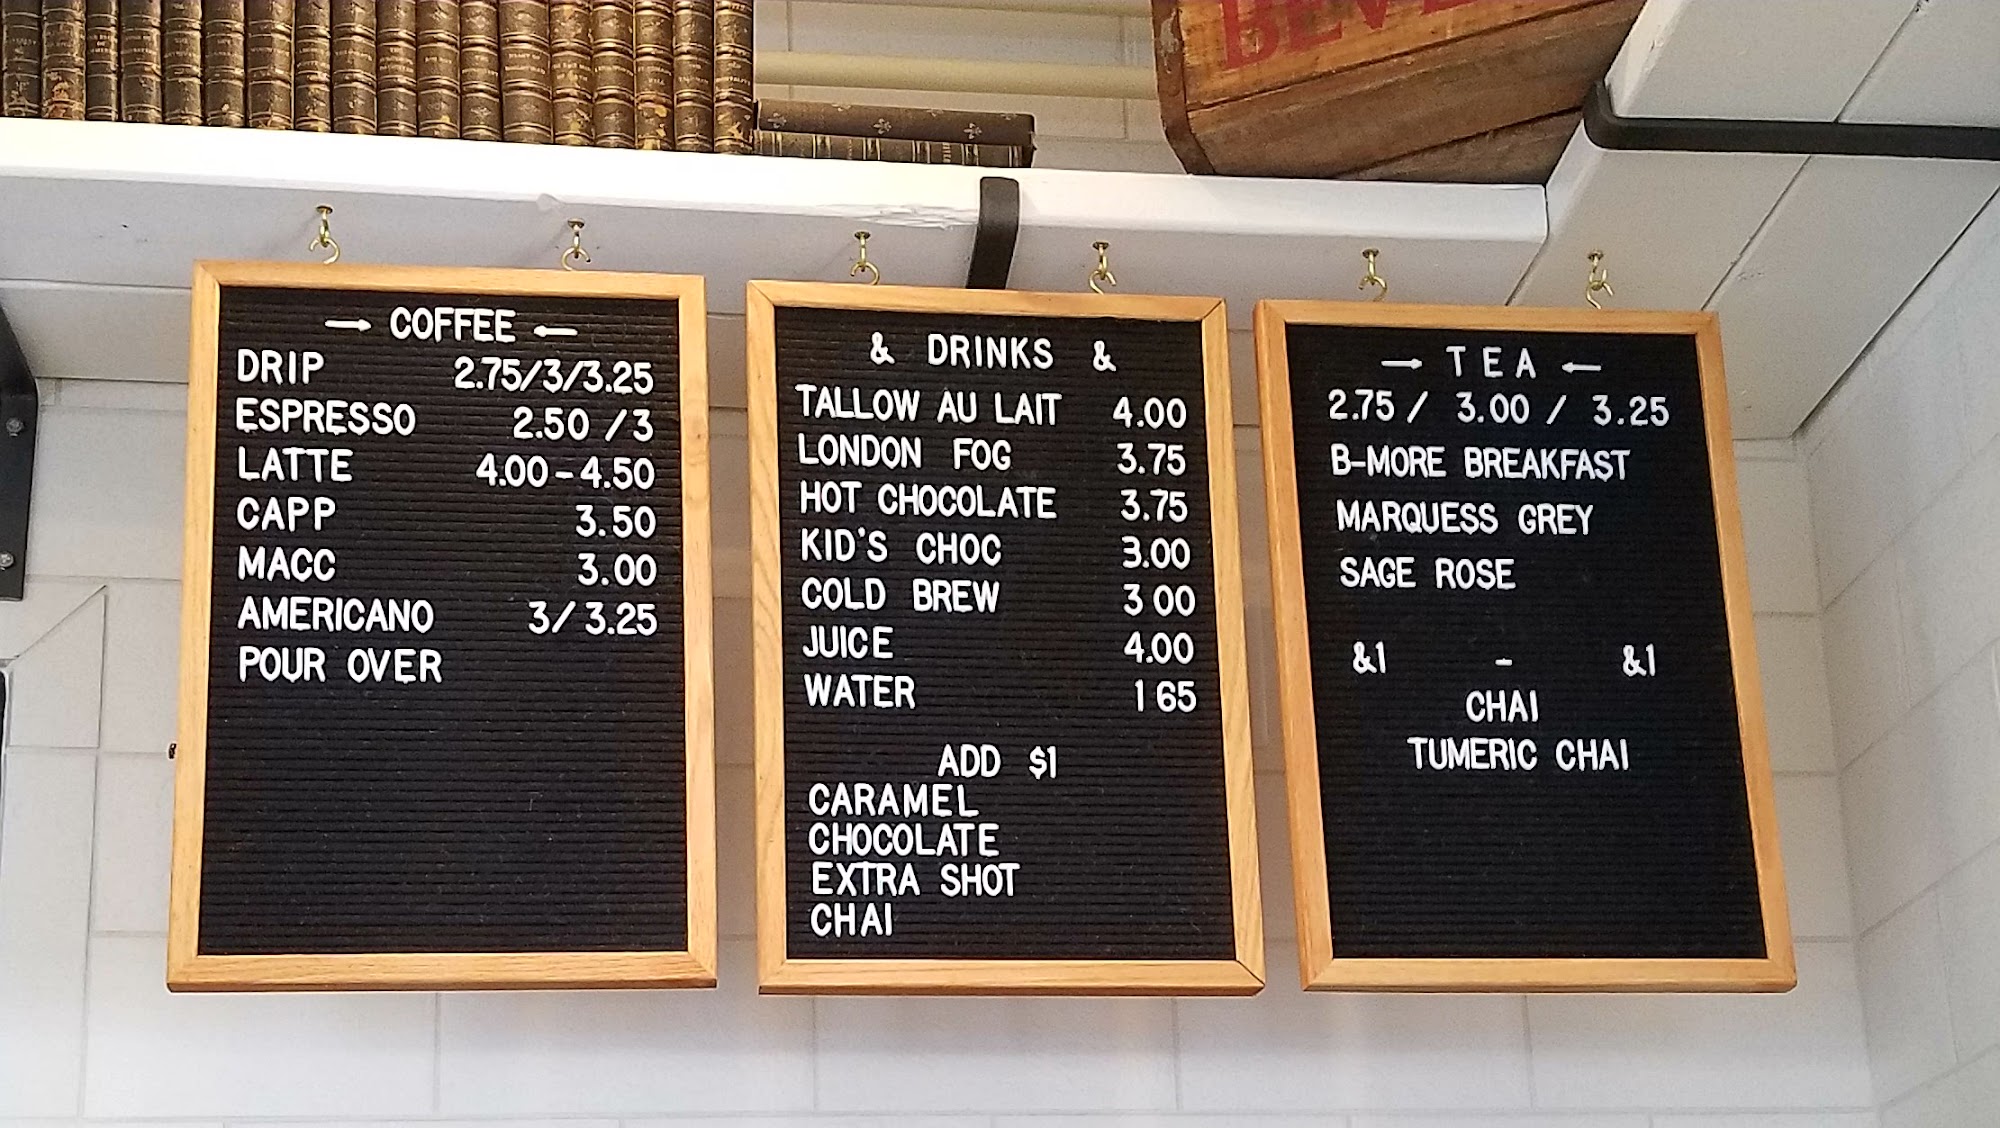 BEVE
→ COFFEE ←
DRIP 2.75/3/3.25
ESPRESSO 2.50 /3
LATTE 4.00-4.50
CAPP 3.50
MACC 3.00
AMERICANO 3/3.25
POUR OVER
& DRINKS &
TALLOW AU LAIT 4.00
LONDON FOG 3.75
HOT CHOCOLATE 3.75
KID'S CHOC 3.00
COLD BREW 3 00
JUICE 4.00
WATER 1 65
ADD $1
CARAMEL
CHOCOLATE
EXTRA SHOT
CHAI
→ TEA ←
2.75 / 3.00 / 3.25
B-MORE BREAKFAST
MARQUESS GREY
SAGE ROSE
&1 - &1
CHAI
TUMERIC CHAI